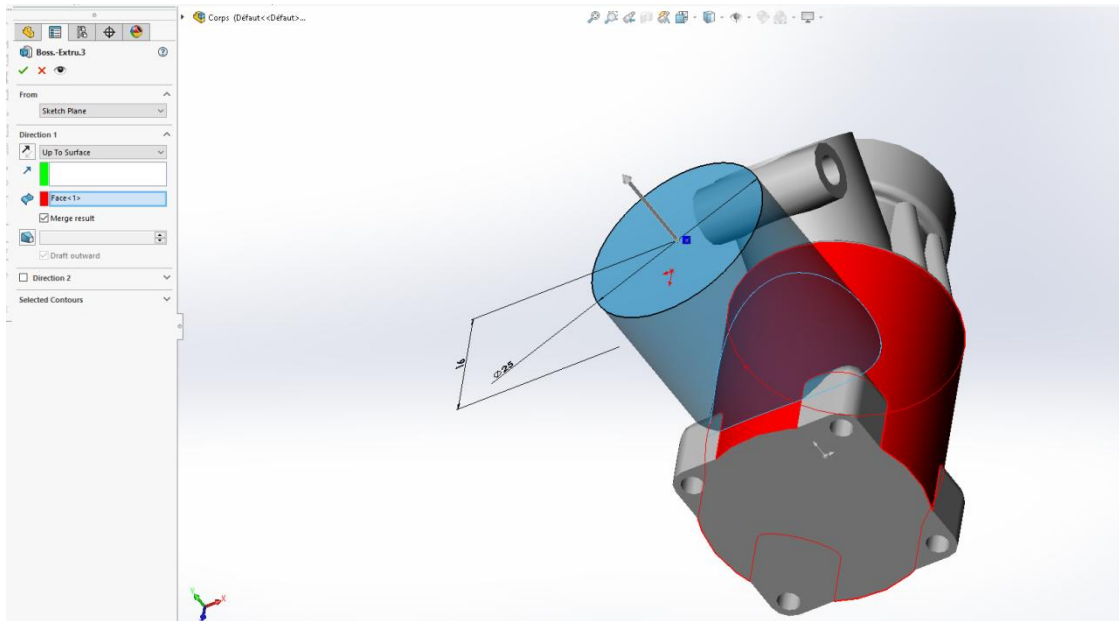 Corps (Défaut<<Défaut>...
Boss.-Extru.3
From
Sketch Plane
Direction 1
Up To Surface
Face<1>
Merge result
Draft outward
Direction 2
Selected Contours
16
Ø25
Y
X